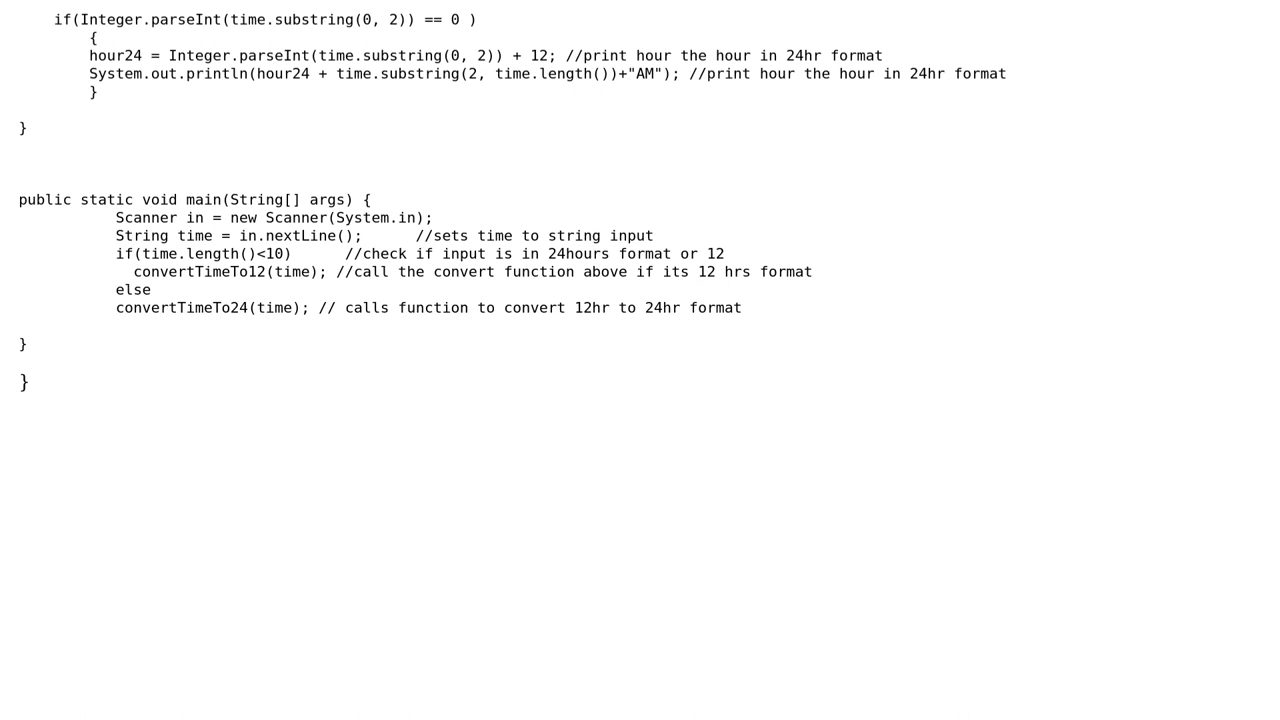 if(Integer.parseInt(time.substring(0, 2)) == 0 )
{
hour24 = Integer.parseInt(time.substring(0, 2)) + 12; //print hour the hour in 24hr format
System.out.println(hour24 + time.substring(2, time.length())+"AM"); //print hour the hour in 24hr format
}
}
public static void main(String[] args) {
Scanner in = new Scanner(System.in);
String time = in.nextLine(); //sets time to string input
if(time.length()<10) //check if input is in 24hours format or 12
convertTimeTo12(time); //call the convert function above if its 12 hrs format
else
convertTimeTo24(time); // calls function to convert 12hr to 24hr format
}
}